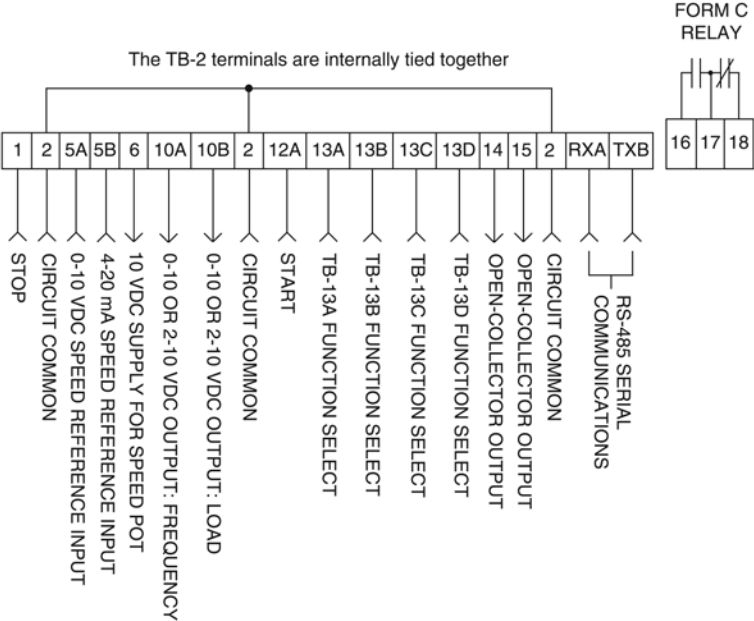 FORM C
RELAY
The TB-2 terminals are internally tied together
1 2 5A 5B 6 10A 10B 2 12A 13A 13B 13C 13D 14 15 2 RXA TXB
16 17 18
STOP
CIRCUIT COMMON
0-10 VDC SPEED REFERENCE INPUT
4-20 mA SPEED REFERENCE INPUT
10 VDC SUPPLY FOR SPEED POT
0-10 OR 2-10 VDC OUTPUT: FREQUENCY
0-10 OR 2-10 VDC OUTPUT: LOAD
CIRCUIT COMMON
START
TB-13A FUNCTION SELECT
TB-13B FUNCTION SELECT
TB-13C FUNCTION SELECT
TB-13D FUNCTION SELECT
OPEN-COLLECTOR OUTPUT
OPEN-COLLECTOR OUTPUT
CIRCUIT COMMON
RS-485 SERIAL
COMMUNICATIONS